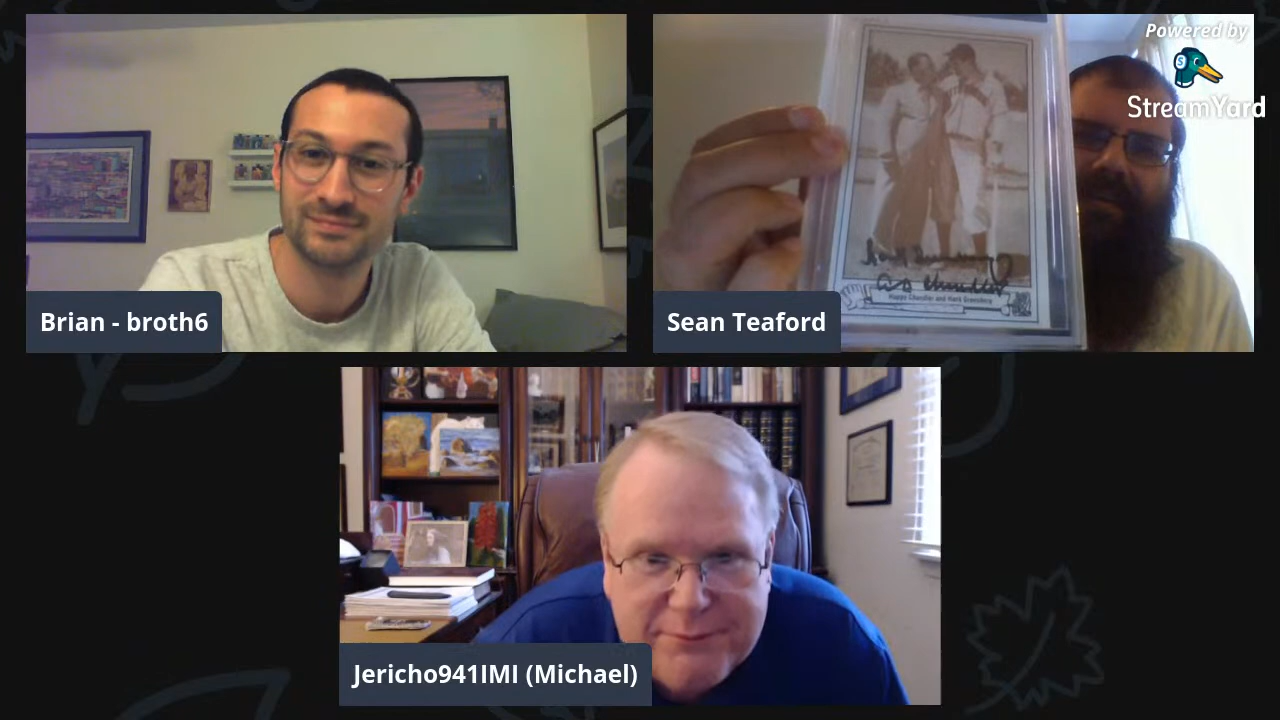 Powered by
StreamYard
Brian - broth6
Sean Teaford
Happy Chandler and Hank Greenberg
Jericho941IMI (Michael)